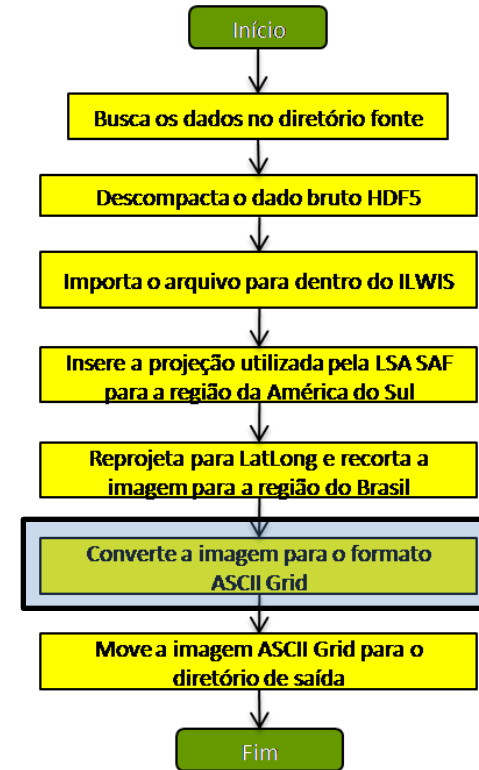 Início
Busca os dados no diretório fonte
Descompacta o dado bruto HDF5
Importa o arquivo para dentro do ILWIS
Insere a projeção utilizada pela LSA SAF
para a região da América do Sul
Reprojeta para LatLong e recorta a
imagem para a região do Brasil
Converte a imagem para o formato
ASCII Grid
Move a imagem ASCII Grid para o
diretório de saída
Fim